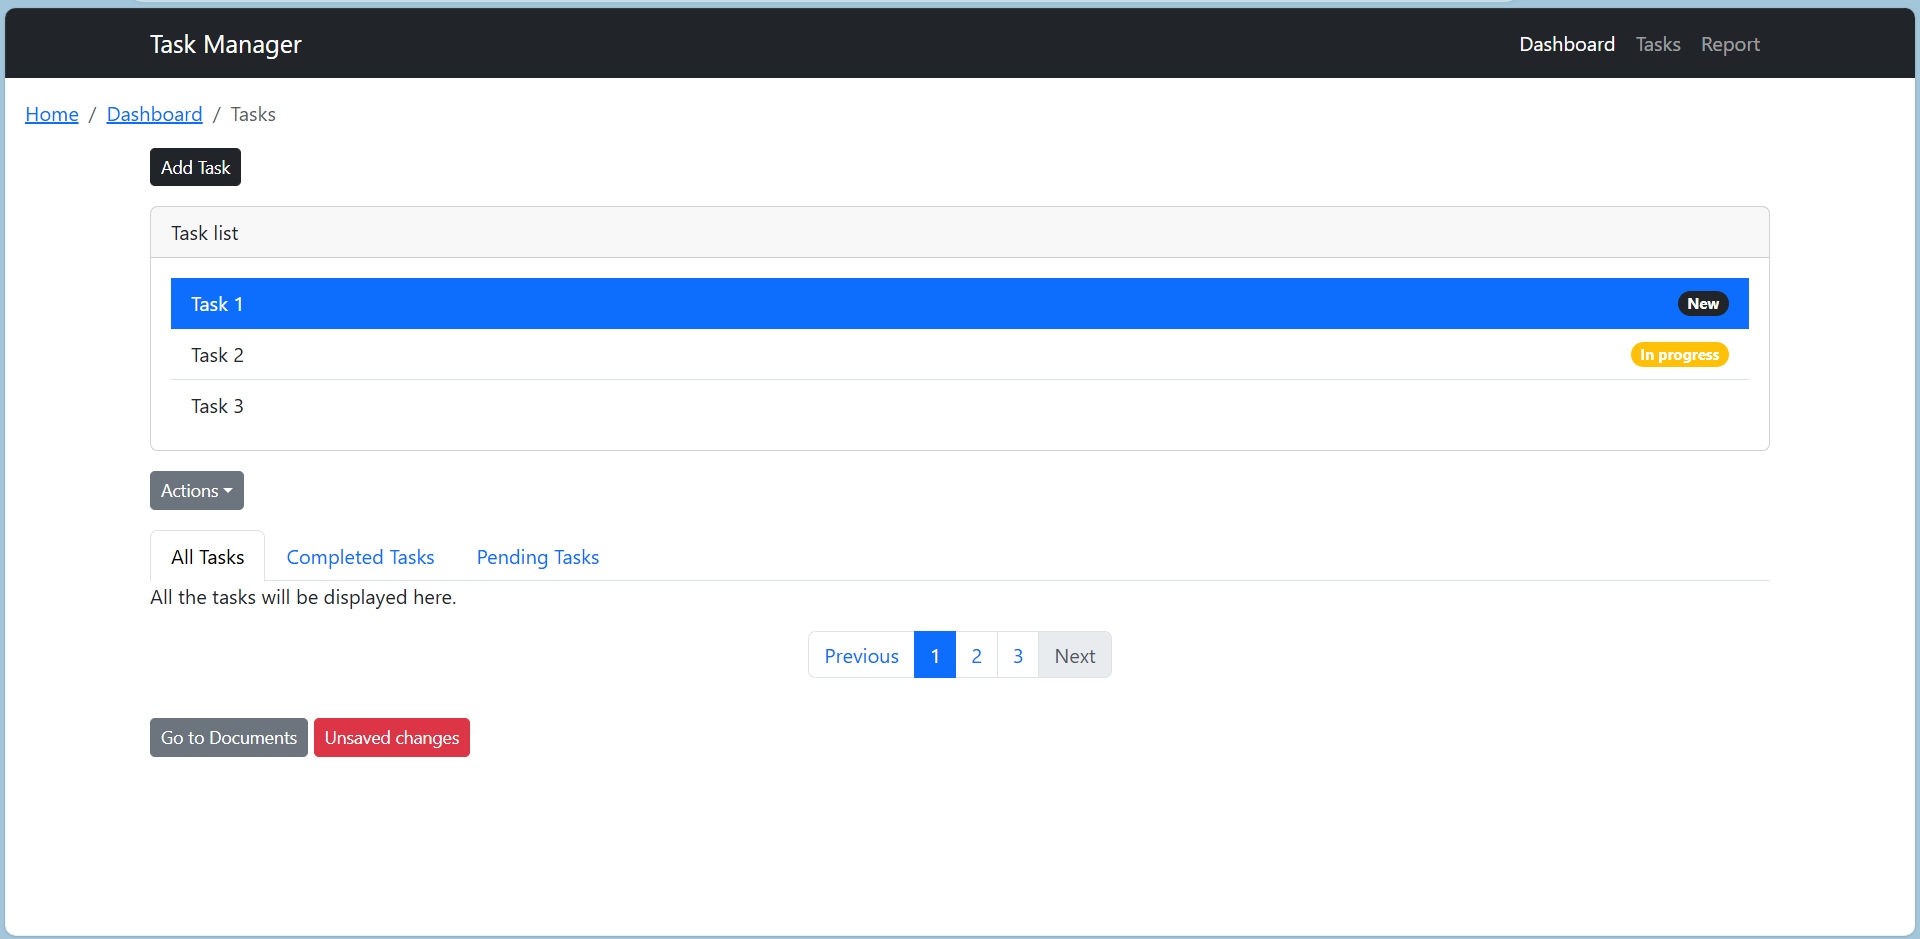 Task Manager Dashboard Tasks Report
Home / Dashboard / Tasks
Add Task
Task list
Task 1 New
Task 2 In progress
Task 3
Actions
All Tasks Completed Tasks Pending Tasks
All the tasks will be displayed here.
Previous 1 2 3 Next
Go to Documents Unsaved changes